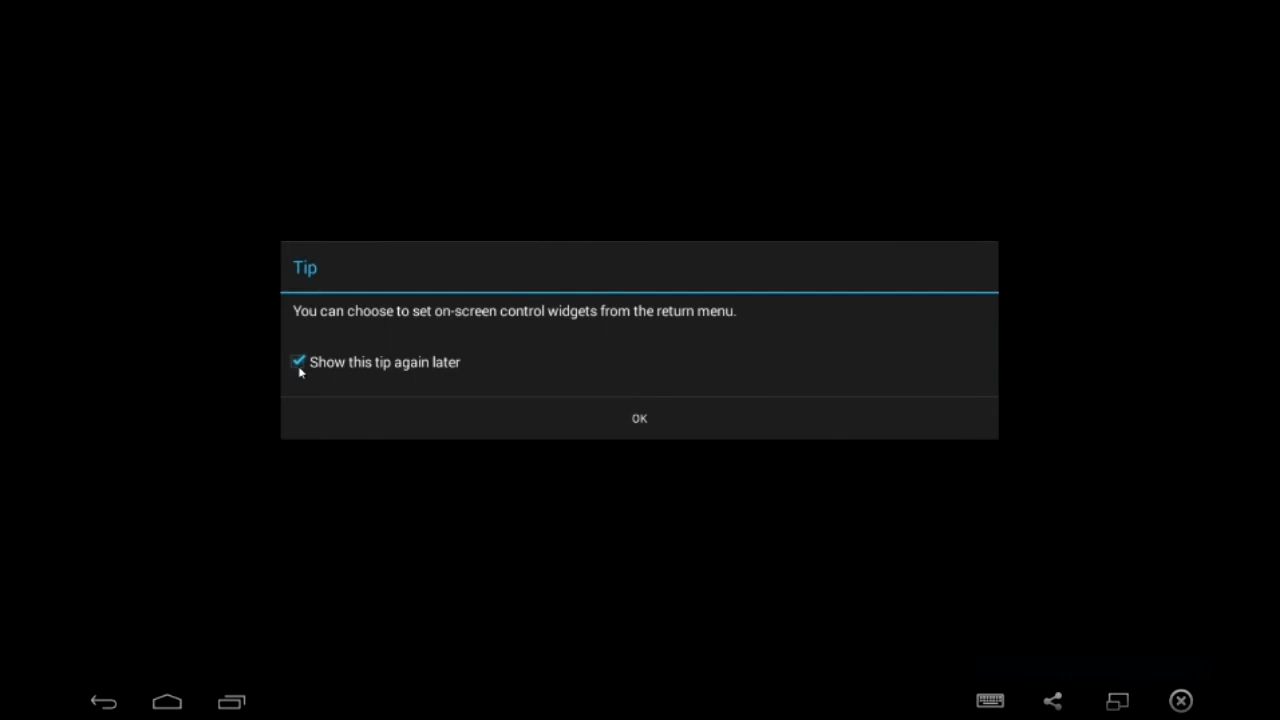 Tip
You can choose to set on-screen control widgets from the return menu.
Show this tip again later
OK